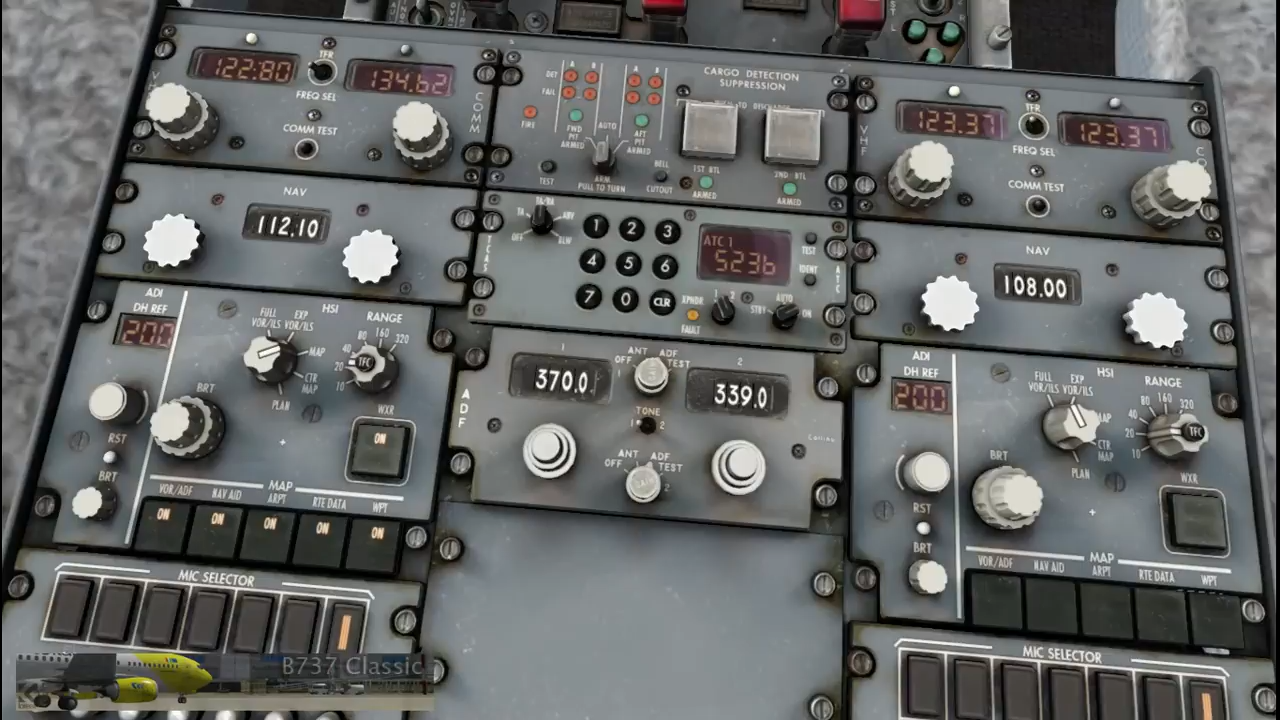 122.80
TFR
134.62
FREQ SEL
COMM TEST
COMM
CARGO DETECTION
SUPPRESSION
DET
FAIL
A B
A B
FIRE
FWD
PIT
ARMED
AUTO
AFT
PIT
ARMED
TEST
ARM
PULL TO TURN
BELL
CUTOUT
1ST BTL
ARMED
2ND BTL
ARMED
VHF
123.37
TFR
123.37
FREQ SEL
COMM TEST
NAV
112.10
TCAS
TA
OFF
1 2 3
4 5 6
7 0 CLR
ATC 1
5236
TEST
IDENT
ATC
XPNDR
1 2
FAULT
STBY
AUTO
ON
NAV
108.00
ADI
DH REF
200
RST
BRT
BRT
HSI
FULL
VOR/ILS
EXP
VOR/ILS
MAP
CTR
MAP
PLAN
RANGE
10
20
40
80
160
320
TFC
WXR
ON
MAP
VOR/ADF
NAV AID
ARPT
RTE DATA
WPT
ON
ON
ON
ON
ON
ADF
1
370.0
ANT
ADF
OFF
TEST
1
2
339.0
TONE
1 2
ANT
ADF
OFF
TEST
2
ADI
DH REF
200
RST
BRT
BRT
HSI
FULL
VOR/ILS
EXP
VOR/ILS
MAP
CTR
MAP
PLAN
RANGE
10
20
40
80
160
320
TFC
WXR
MAP
VOR/ADF
NAV AID
ARPT
RTE DATA
WPT
MIC SELECTOR
MIC SELECTOR
B737 Classic